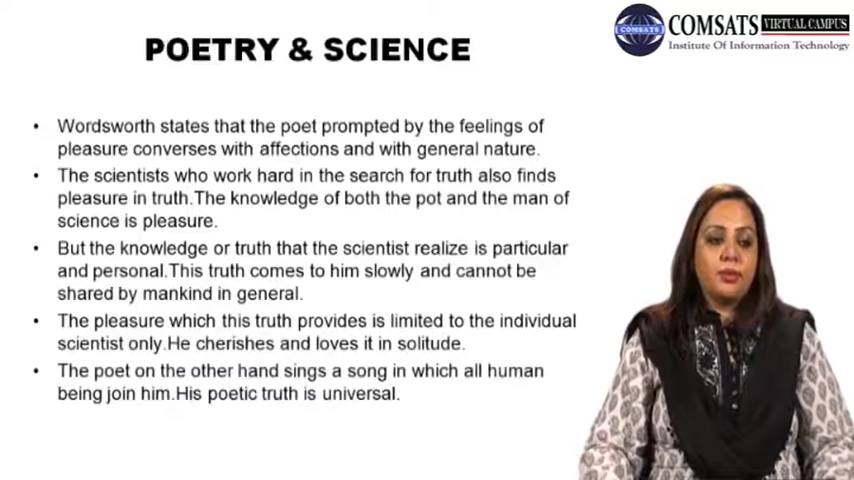 POETRY & SCIENCE
COMSATS
COMSATS VIRTUAL CAMPUS
Institute Of Information Technology
• Wordsworth states that the poet prompted by the feelings of
pleasure converses with affections and with general nature.
• The scientists who work hard in the search for truth also finds
pleasure in truth.The knowledge of both the pot and the man of
science is pleasure.
• But the knowledge or truth that the scientist realize is particular
and personal.This truth comes to him slowly and cannot be
shared by mankind in general.
• The pleasure which this truth provides is limited to the individual
scientist only.He cherishes and loves it in solitude.
• The poet on the other hand sings a song in which all human
being join him.His poetic truth is universal.